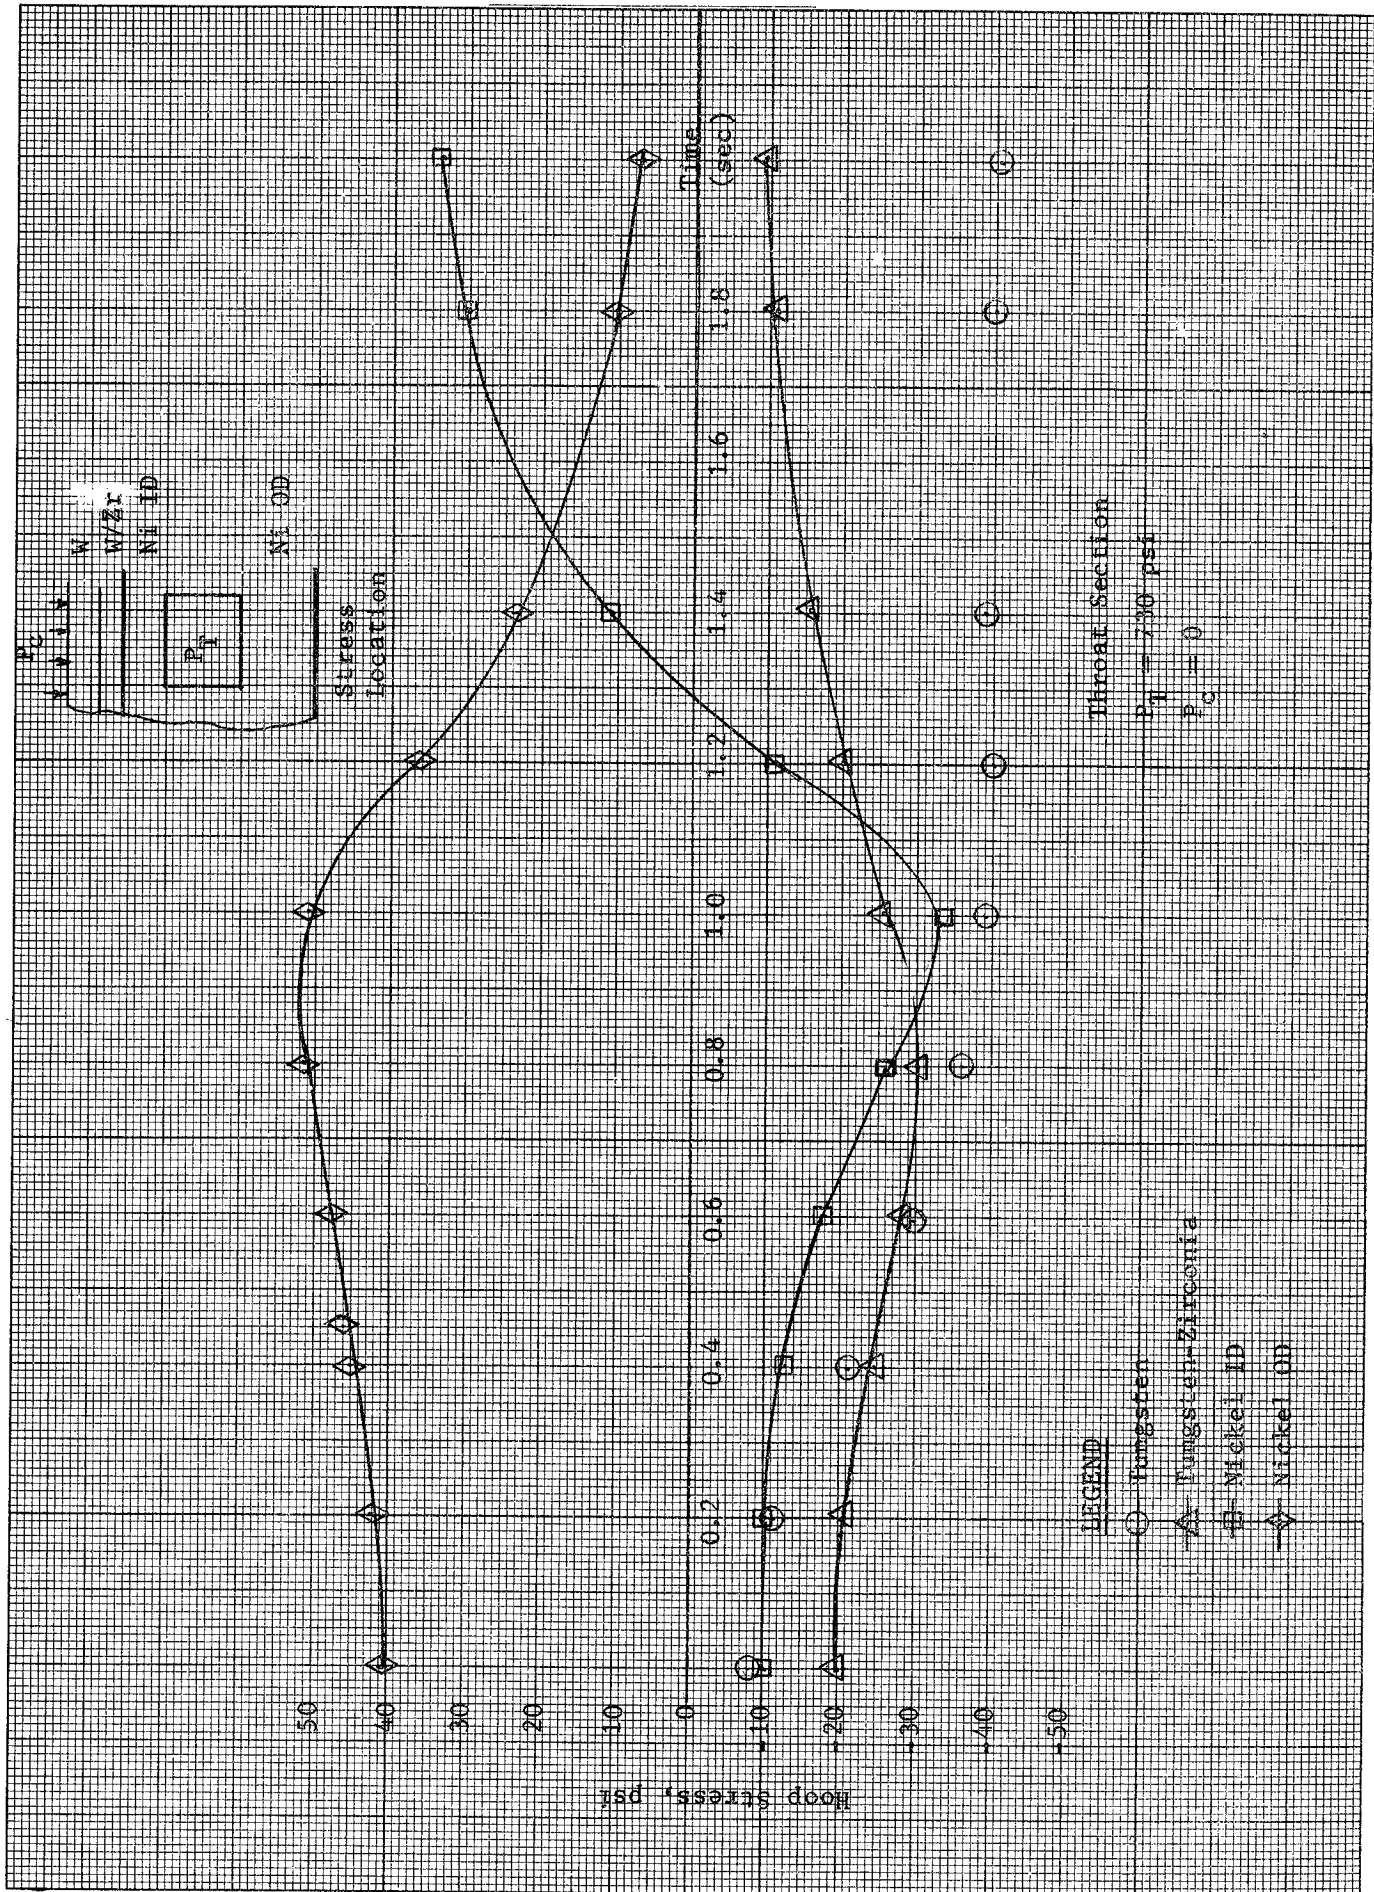 P_C
W
W/Zr
Ni ID
P_T
Ni OD
Stress
Location
50
40
30
20
10
0
-10
-20
-30
-40
-50
Hoop Stress, psi
0.2
0.4
0.6
0.8
1.0
1.2
1.4
1.6
1.8
Time
(sec)
Throat Section
P_T = 730 psi
P_C = 0
LEGEND
Tungsten
Tungsten-Zirconia
Nickel ID
Nickel OD